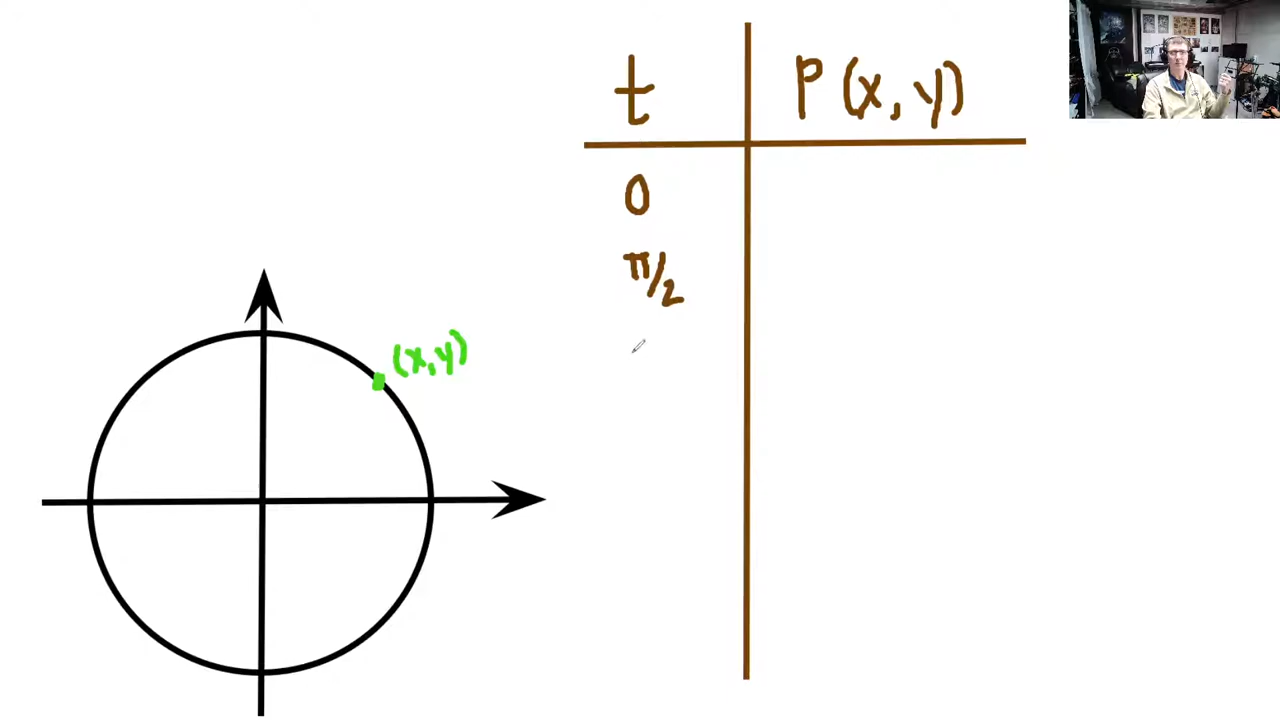 t P(x, y)
0
π/2
(x,y)